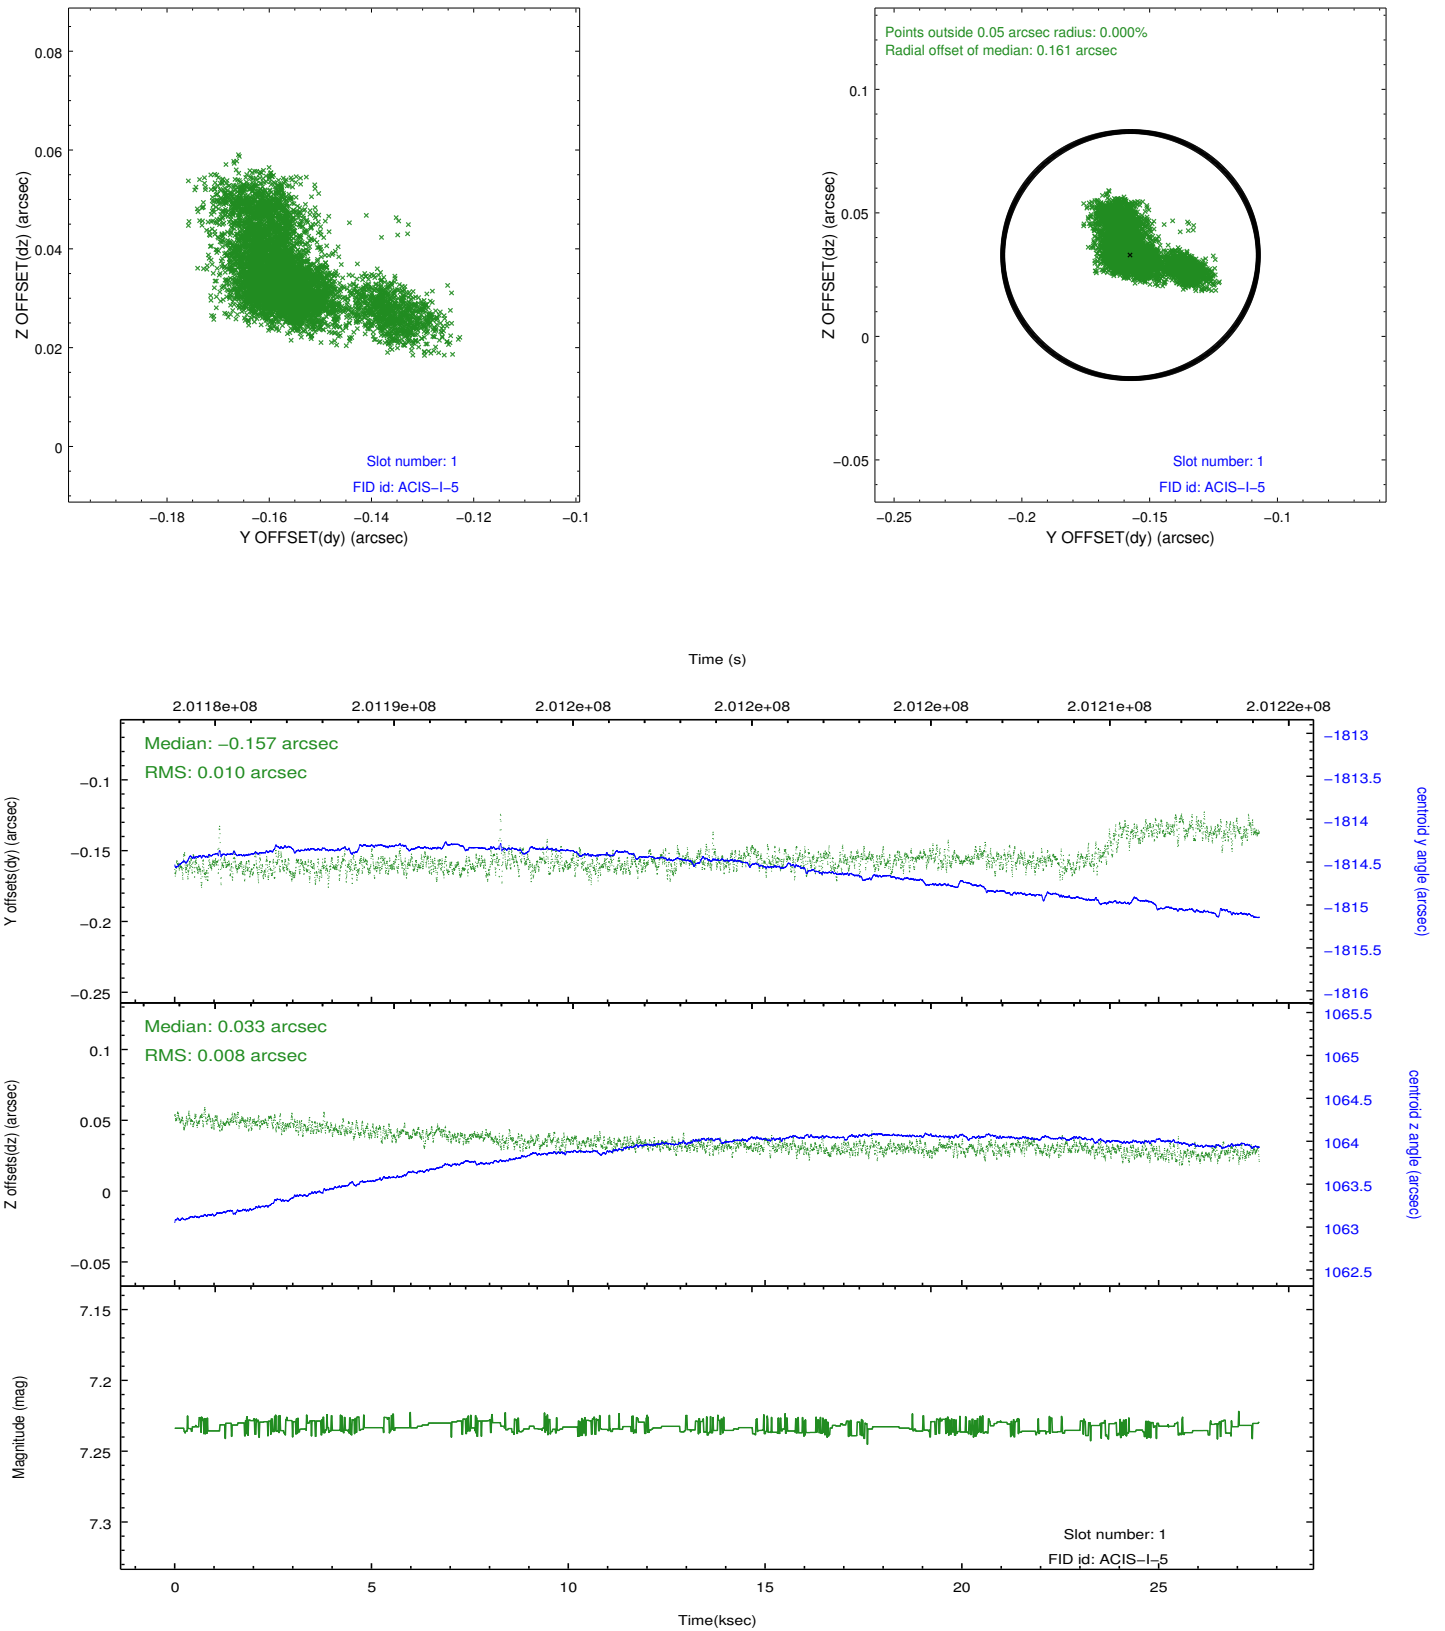 0.08
0.06
0.04
0.02
0
Z OFFSET(dz) (arcsec)
Slot number: 1
FID id: ACIS−I−5
−0.18
−0.16
−0.14
−0.12
−0.1
Y OFFSET(dy) (arcsec)
Points outside 0.05 arcsec radius: 0.000%
Radial offset of median: 0.161 arcsec
0.1
0.05
0
−0.05
Z OFFSET(dz) (arcsec)
Slot number: 1
FID id: ACIS−I−5
−0.25
−0.2
−0.15
−0.1
Y OFFSET(dy) (arcsec)
Time (s)
2.0118e+08
2.0119e+08
2.012e+08
2.012e+08
2.012e+08
2.0121e+08
2.0122e+08
Median: −0.157 arcsec
RMS: 0.010 arcsec
−0.1
−0.15
−0.2
−0.25
Y offsets(dy) (arcsec)
−1813
−1813.5
−1814
−1814.5
−1815
−1815.5
−1816
centroid y angle (arcsec)
Median: 0.033 arcsec
RMS: 0.008 arcsec
0.1
0.05
0
−0.05
Z offsets(dz) (arcsec)
1065.5
1065
1064.5
1064
1063.5
1063
1062.5
centroid z angle (arcsec)
7.15
7.2
7.25
7.3
Magnitude (mag)
Slot number: 1
FID id: ACIS−I−5
0
5
10
15
20
25
Time(ksec)